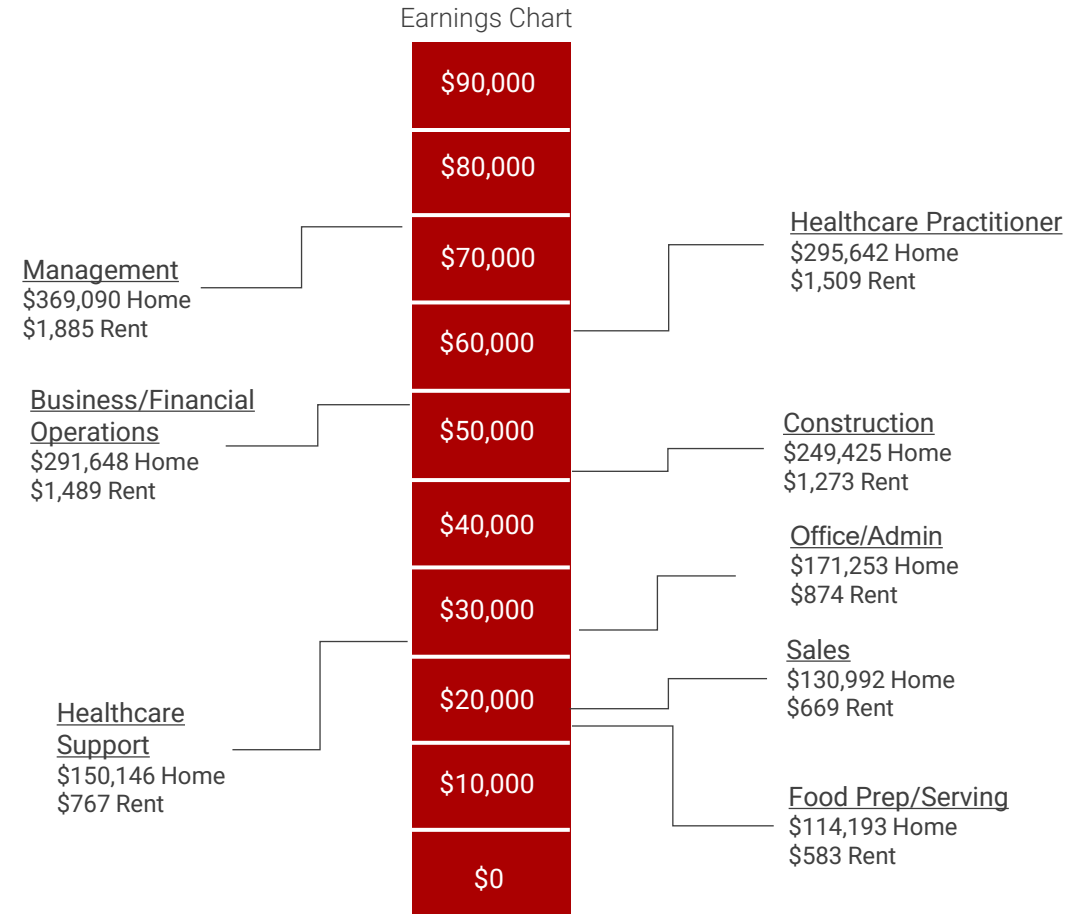 Earnings Chart
$90,000
$80,000
$70,000
$60,000
$50,000
$40,000
$30,000
$20,000
$10,000
$0
Management
$369,090 Home
$1,885 Rent
Business/Financial
Operations
$291,648 Home
$1,489 Rent
Healthcare
Support
$150,146 Home
$767 Rent
Healthcare Practitioner
$295,642 Home
$1,509 Rent
Construction
$249,425 Home
$1,273 Rent
Office/Admin
$171,253 Home
$874 Rent
Sales
$130,992 Home
$669 Rent
Food Prep/Serving
$114,193 Home
$583 Rent